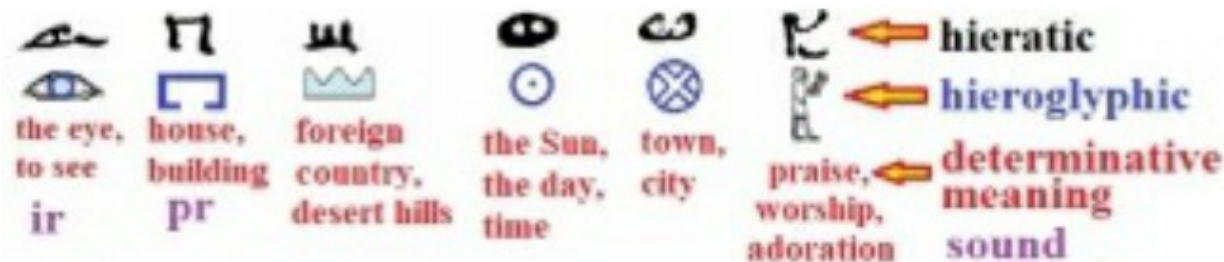 hieratic
hieroglyphic
the eye,
to see
ir
house,
building
pr
foreign
country,
desert hills
the Sun,
the day,
time
town,
city
praise,
worship,
adoration
determinative
meaning
sound